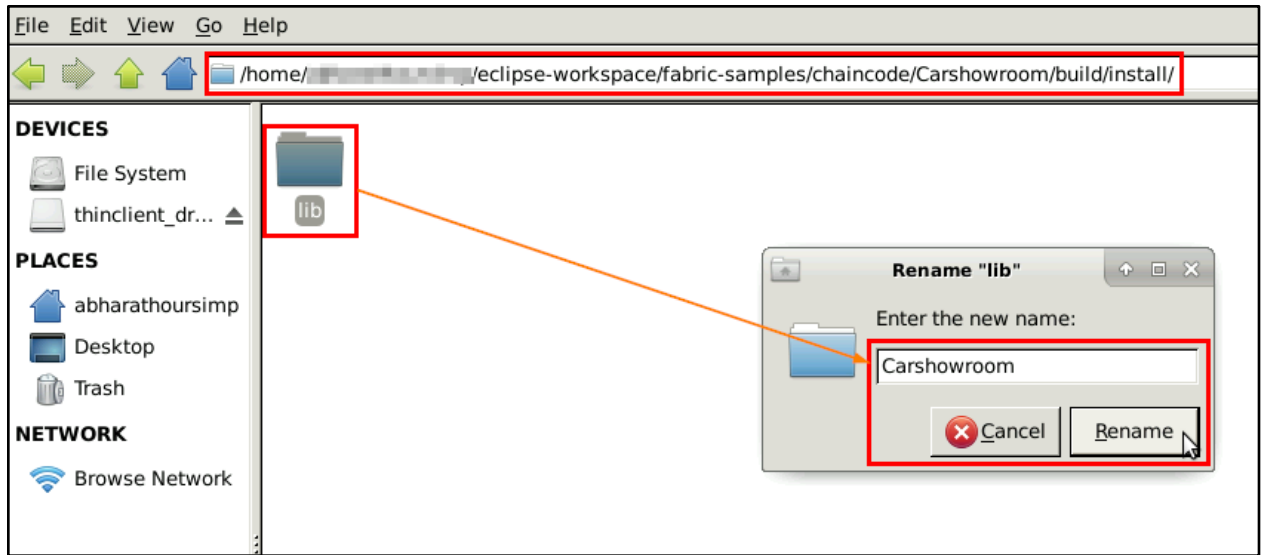 File Edit View Go Help
/home/ /eclipse-workspace/fabric-samples/chaincode/Carshowroom/build/install/
DEVICES
File System
thinclient_dr...
PLACES
abharathoursimp
Desktop
Trash
NETWORK
Browse Network
lib
Rename "lib"
Enter the new name:
Carshowroom
Cancel Rename